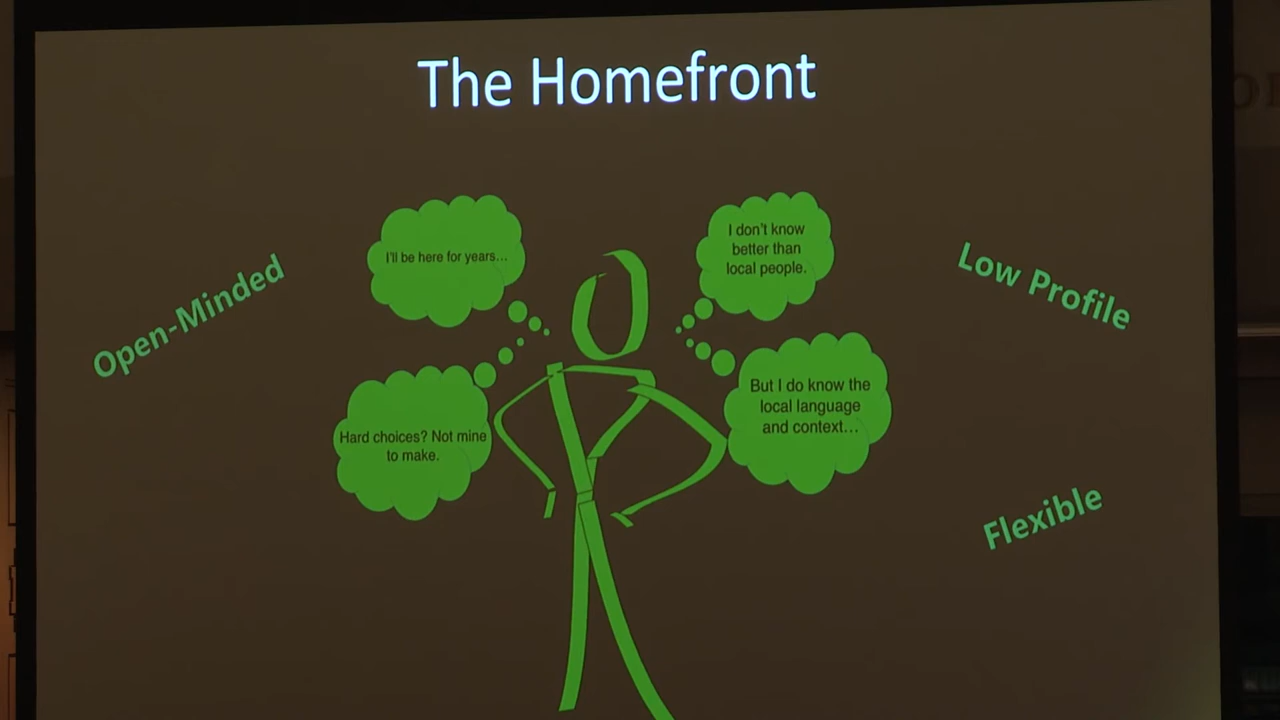 The Homefront
Open-Minded
I'll be here for years...
I don't know
better than
local people.
Low Profile
Hard choices? Not mine
to make.
But I do know the
local language
and context...
Flexible